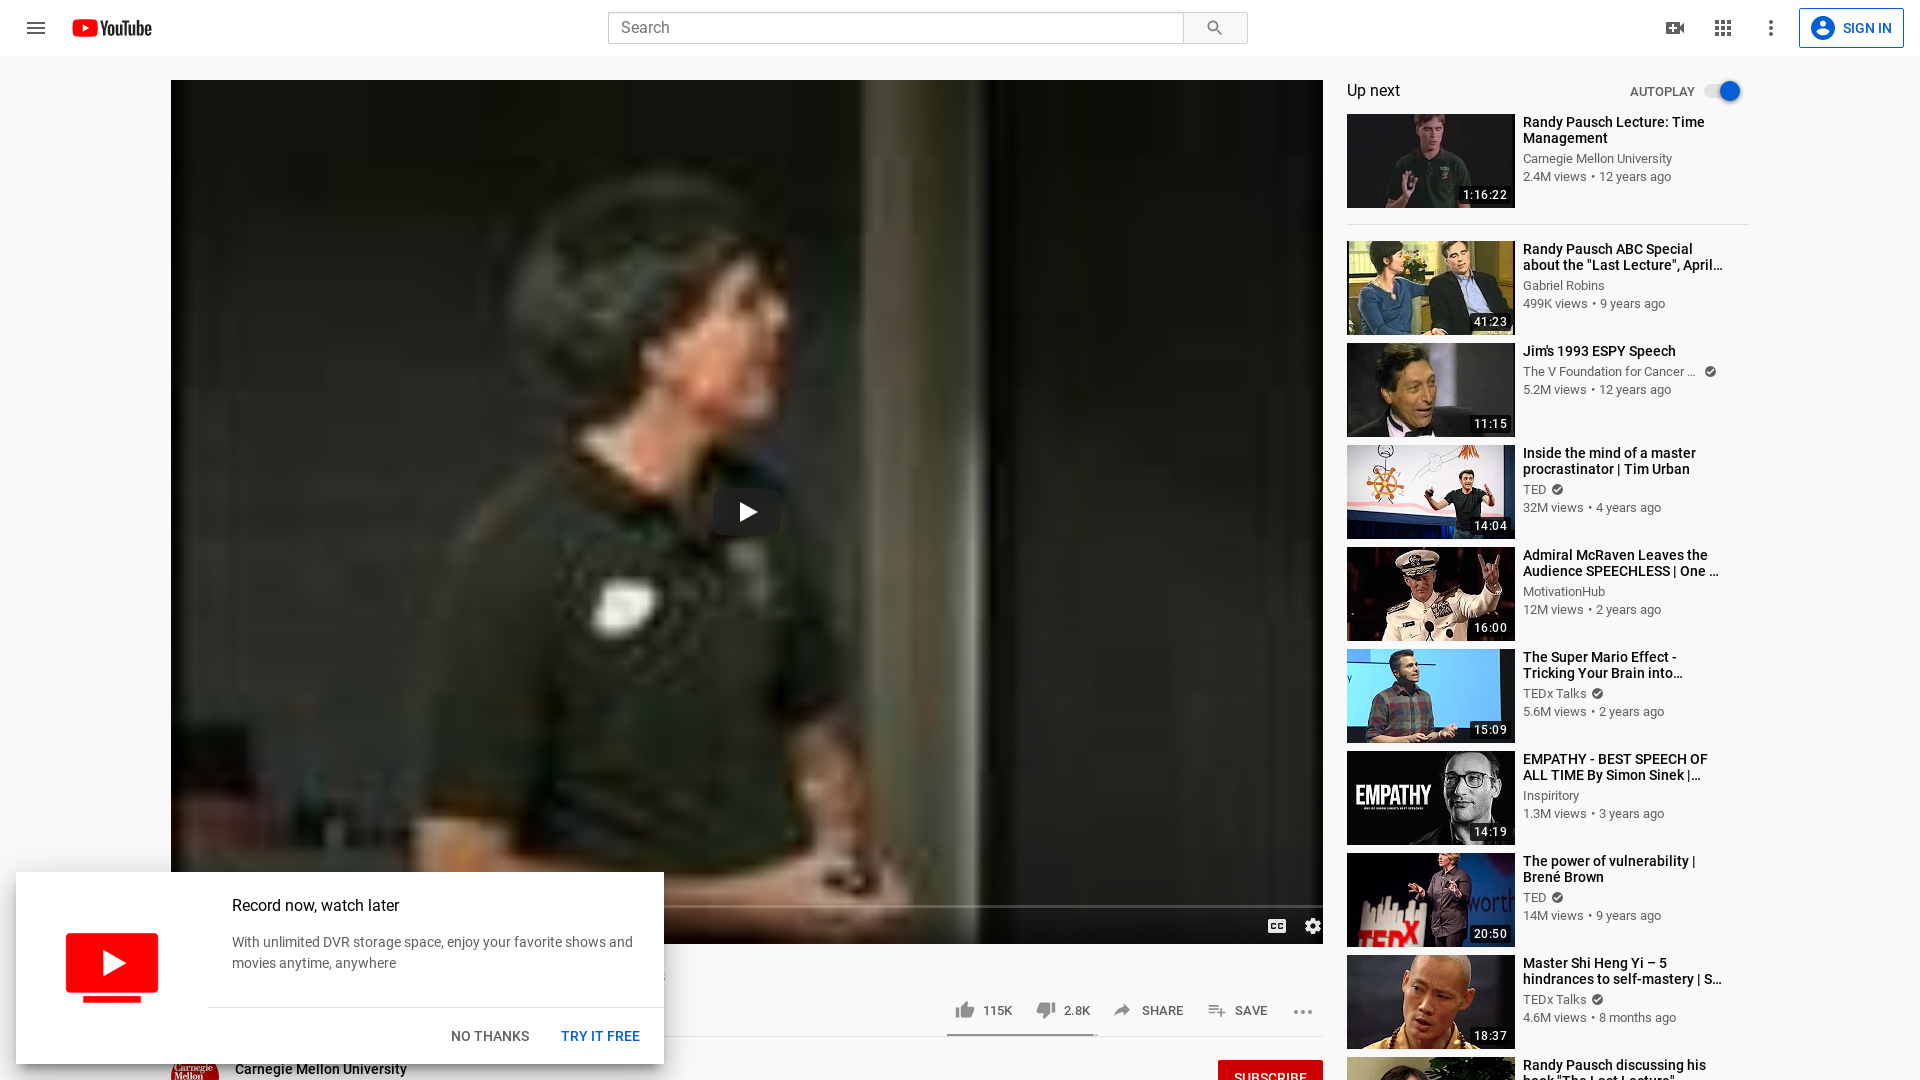 YouTube
Search
SIGN IN
Up next
AUTOPLAY
Randy Pausch Lecture: Time
Management
Carnegie Mellon University
2.4M views • 12 years ago
1:16:22
Randy Pausch ABC Special
about the "Last Lecture", April...
Gabriel Robins
499K views • 9 years ago
41:23
Jim's 1993 ESPY Speech
The V Foundation for Cancer ...
5.2M views • 12 years ago
11:15
Inside the mind of a master
procrastinator | Tim Urban
TED
32M views • 4 years ago
14:04
Admiral McRaven Leaves the
Audience SPEECHLESS | One ...
MotivationHub
12M views • 2 years ago
16:00
The Super Mario Effect -
Tricking Your Brain into...
TEDx Talks
5.6M views • 2 years ago
15:09
EMPATHY
EMPATHY - BEST SPEECH OF
ALL TIME By Simon Sinek |...
Inspiritory
1.3M views • 3 years ago
14:19
The power of vulnerability |
Brené Brown
TED
14M views • 9 years ago
TEDx
20:50
Master Shi Heng Yi – 5
hindrances to self-mastery | S...
TEDx Talks
4.6M views • 8 months ago
18:37
Randy Pausch discussing his
book "The Last Lecture"
CC
Record now, watch later
With unlimited DVR storage space, enjoy your favorite shows and
movies anytime, anywhere
NO THANKS
TRY IT FREE
115K
2.8K
SHARE
SAVE
Carnegie
Mellon
Carnegie Mellon University
SUBSCRIBE